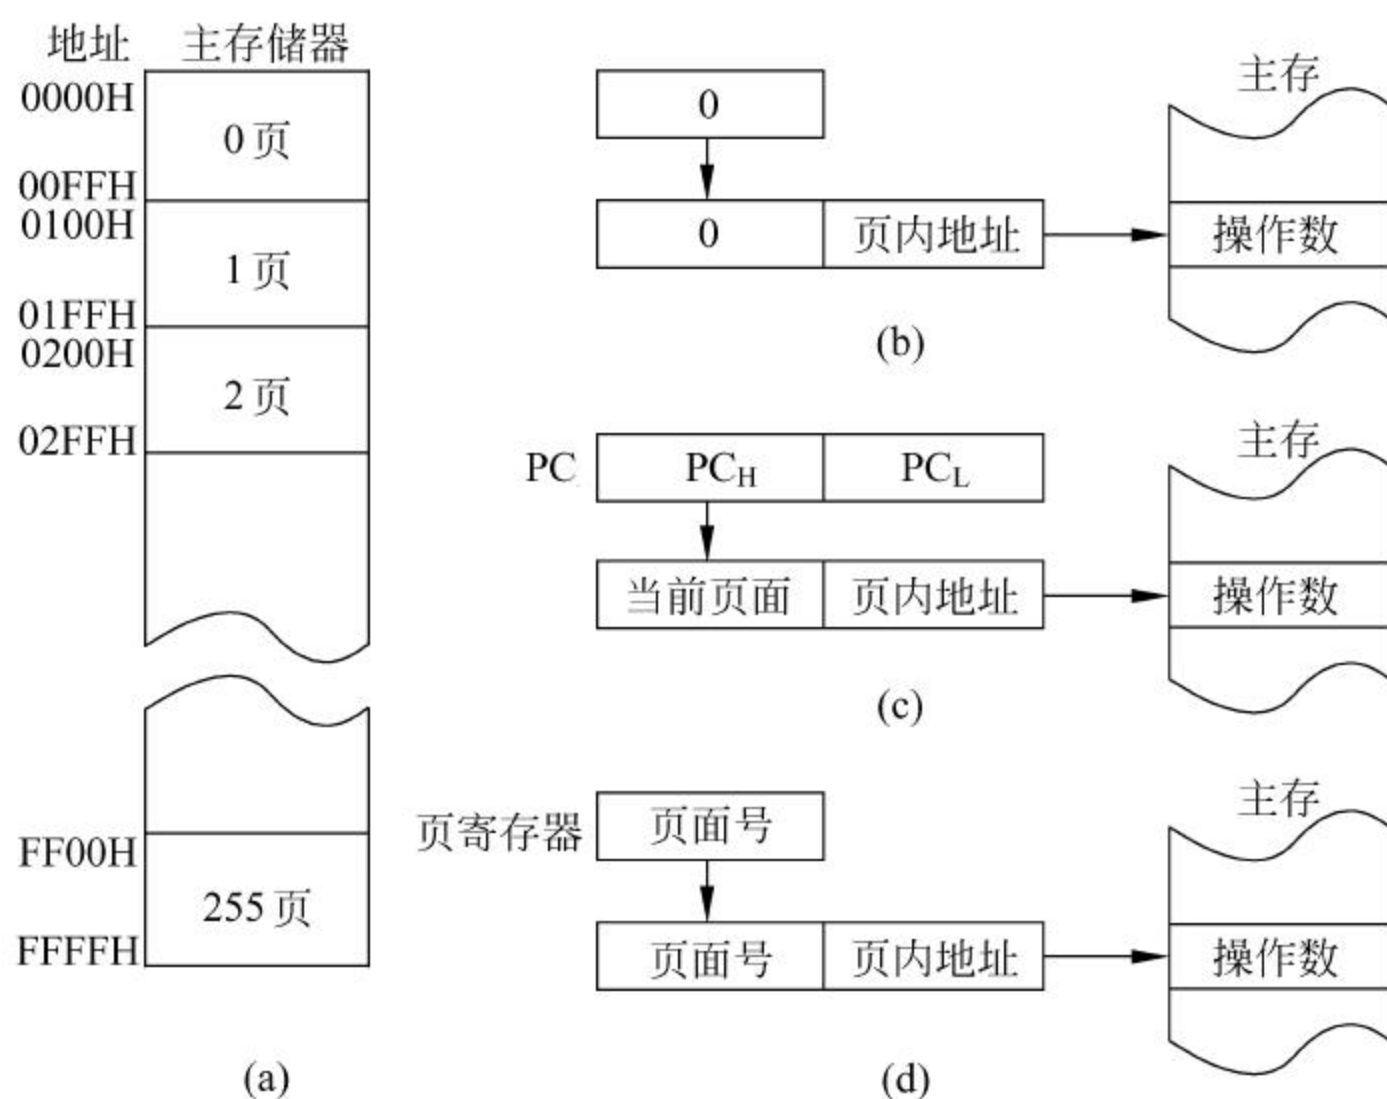 地址 主存储器
0000H
0页
00FFH
0100H
1页
01FFH
0200H
2页
02FFH
FF00H
255页
FFFFH
(a)
0
主存
0 页内地址 操作数
(b)
主存
PC PCH PCL
当前页面 页内地址 操作数
(c)
主存
页寄存器 页面号
页面号 页内地址 操作数
(d)